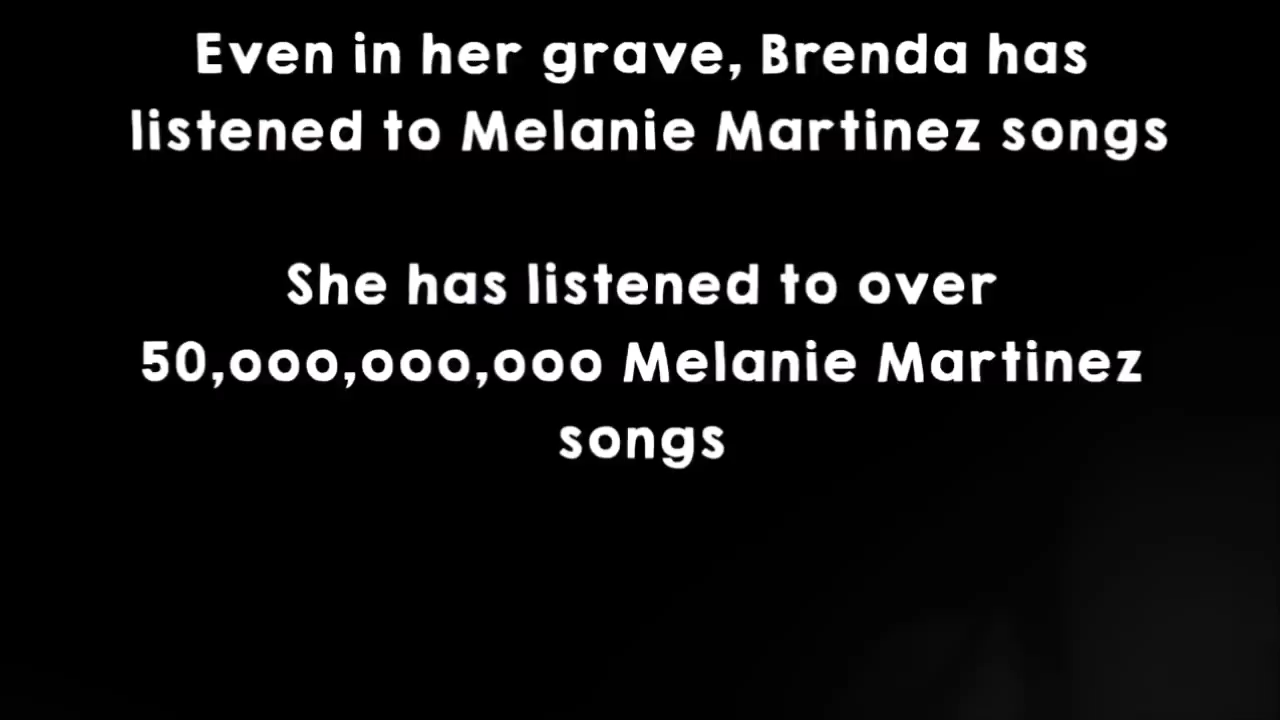 Even in her grave, Brenda has
listened to Melanie Martinez songs
She has listened to over
50,000,000,000 Melanie Martinez
songs